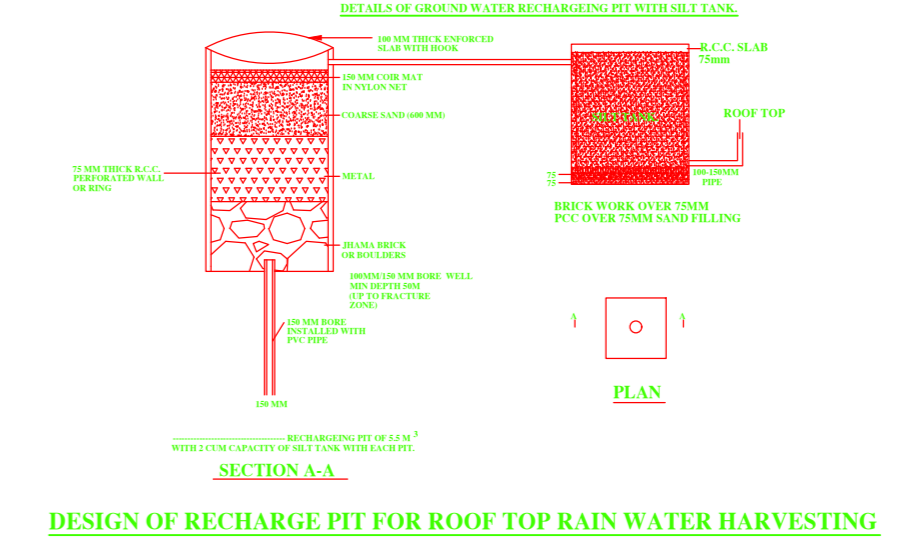 DETAILS OF GROUND WATER RECHARGEING PIT WITH SILT TANK.
100 MM THICK ENFORCED
SLAB WITH HOOK
R.C.C. SLAB
75mm
150 MM COIR MAT
IN NYLON NET
COARSE SAND (600 MM)
SILT TANK
ROOF TOP
75 MM THICK R.C.C.
PERFORATED WALL
OR RING
METAL
75
75
100-150MM
PIPE
BRICK WORK OVER 75MM
PCC OVER 75MM SAND FILLING
JHAMA BRICK
OR BOULDERS
100MM/150 MM BORE WELL
MIN DEPTH 50M
(UP TO FRACTURE
ZONE)
150 MM BORE
INSTALLED WITH
PVC PIPE
A A
PLAN
150 MM
------------------------------------- RECHARGEING PIT OF 5.5 M 3
WITH 2 CUM CAPACITY OF SILT TANK WITH EACH PIT.
SECTION A-A
DESIGN OF RECHARGE PIT FOR ROOF TOP RAIN WATER HARVESTING